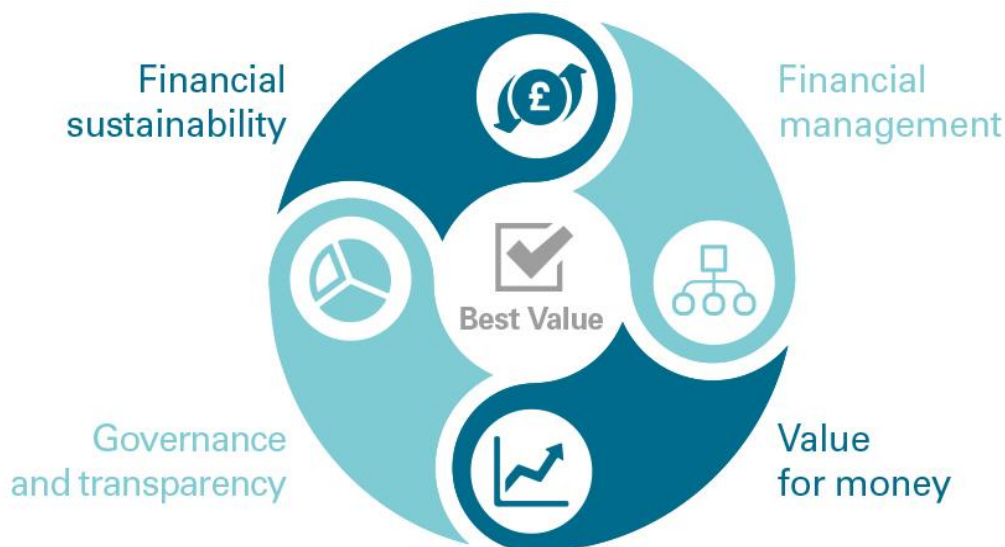 Financial
sustainability
Financial
management
£
Best Value
Governance
and transparency
Value
for money